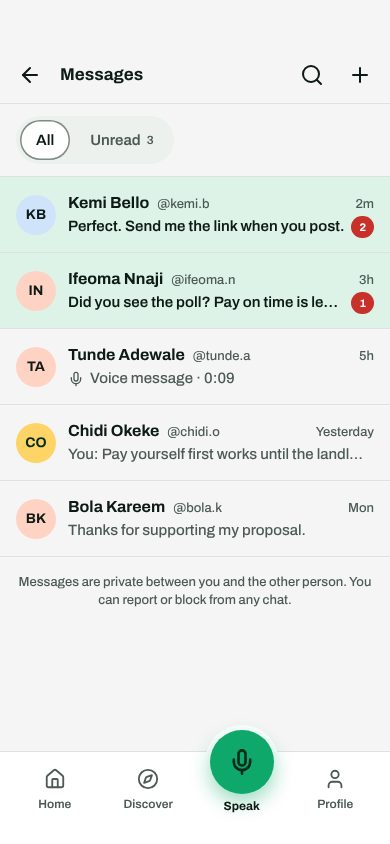 Messages
All
Unread 3
KB
Kemi Bello @kemi.b 2m
Perfect. Send me the link when you post. 2
IN
Ifeoma Nnaji @ifeoma.n 3h
Did you see the poll? Pay on time is le... 1
TA
Tunde Adewale @tunde.a 5h
Voice message · 0:09
CO
Chidi Okeke @chidi.o Yesterday
You: Pay yourself first works until the landl...
BK
Bola Kareem @bola.k Mon
Thanks for supporting my proposal.
Messages are private between you and the other person. You
can report or block from any chat.
Home
Discover
Speak
Profile